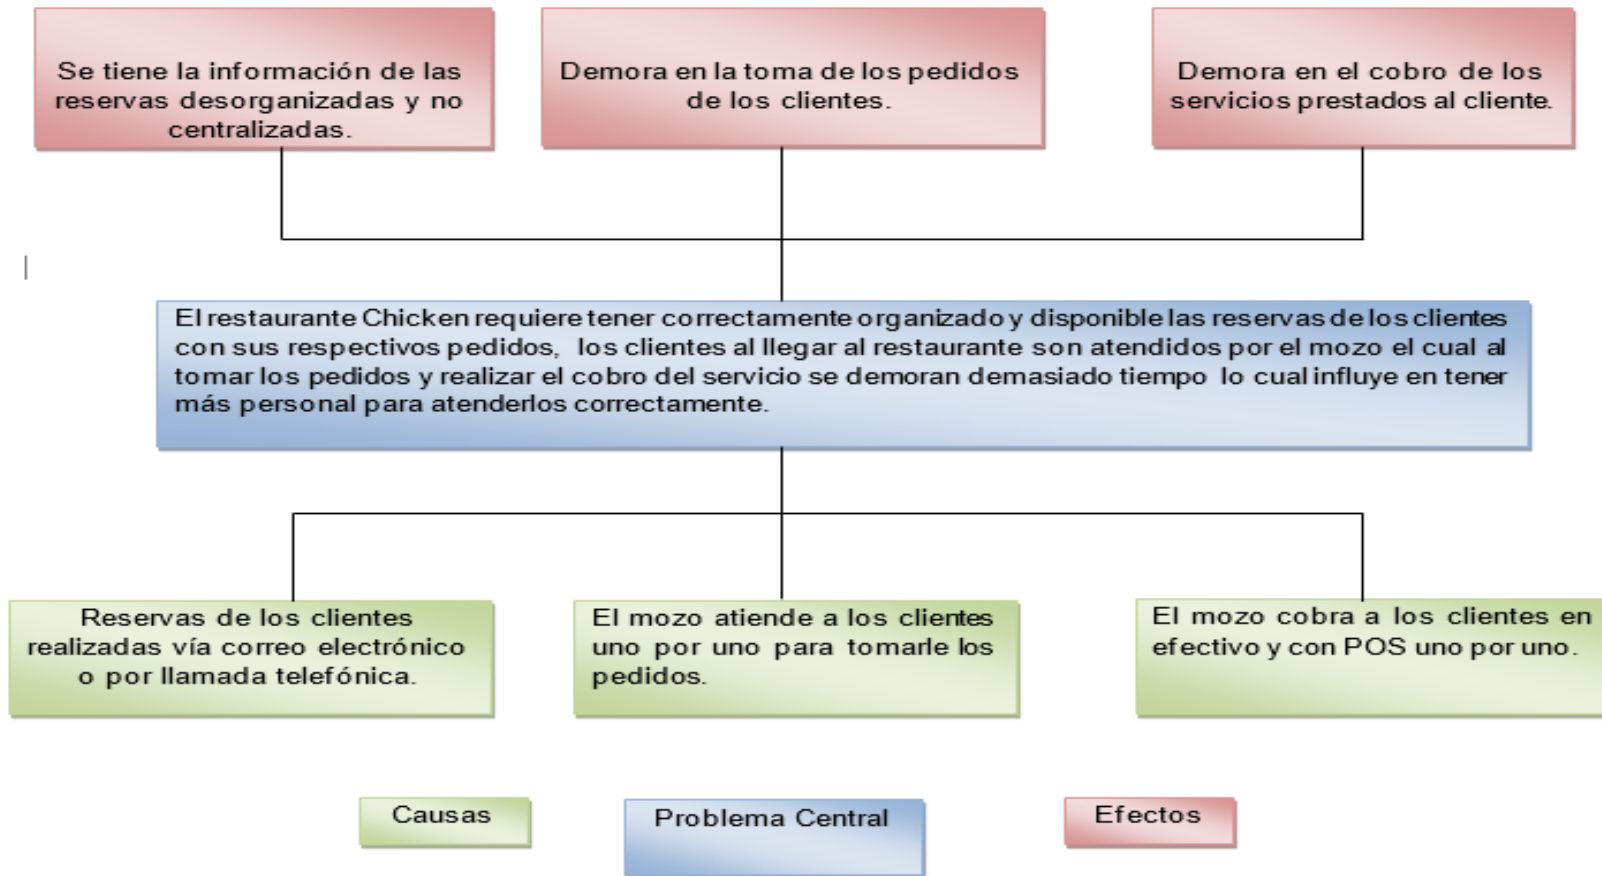 Se tiene la información de las
reservas desorganizadas y no
centralizadas.
Demora en la toma de los pedidos
de los clientes.
Demora en el cobro de los
servicios prestados al cliente.
El restaurante Chicken requiere tener correctamente organizado y disponible las reservas de los clientes
con sus respectivos pedidos, los clientes al llegar al restaurante son atendidos por el mozo el cual al
tomar los pedidos y realizar el cobro del servicio se demoran demasiado tiempo lo cual influye en tener
más personal para atenderlos correctamente.
Reservas de los clientes
realizadas vía correo electrónico
o por llamada telefónica.
El mozo atiende a los clientes
uno por uno para tomarle los
pedidos.
El mozo cobra a los clientes en
efectivo y con POS uno por uno.
Causas
Problema Central
Efectos